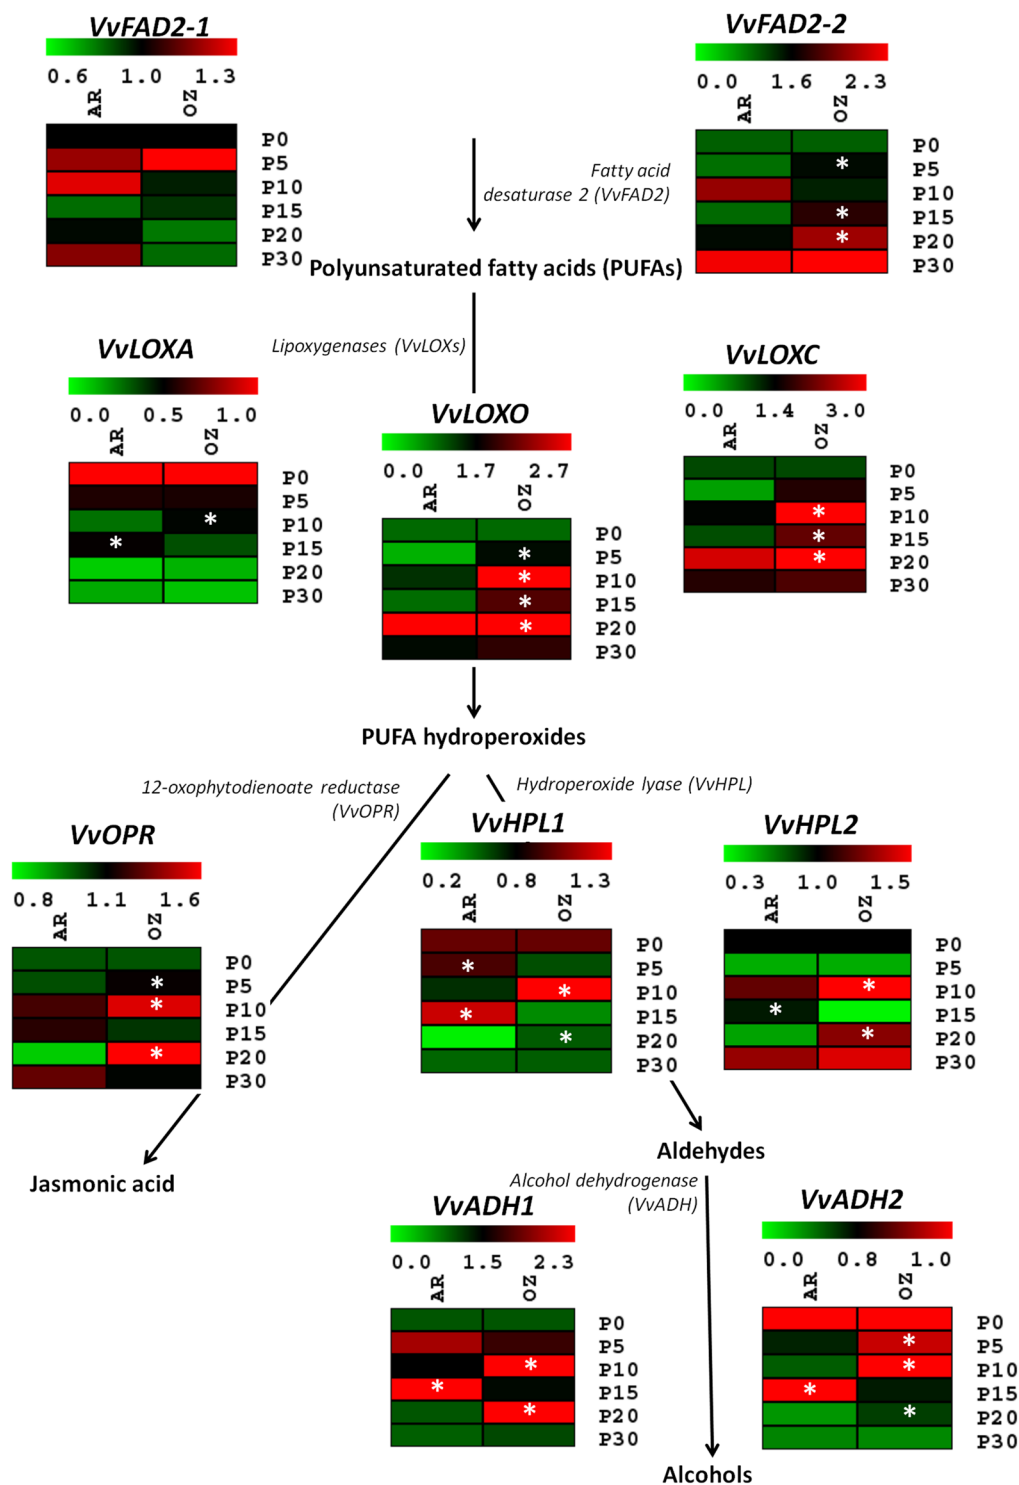 VvFAD2-1
0.6 1.0 1.3
AR OZ
P0
P5
P10
P15
P20
P30
VvFAD2-2
0.0 1.6 2.3
AR OZ
P0
P5 *
P10
P15 *
P20 *
P30
Fatty acid
desaturase 2 (VvFAD2)
Polyunsaturated fatty acids (PUFAs)
Lipoxygenases (VvLOXs)
VvLOXA
0.0 0.5 1.0
AR OZ
P0
P5
* P10
* P15
P20
P30
VvLOXO
0.0 1.7 2.7
AR OZ
P0
* P5
* P10
* P15
* P20
P30
VvLOXC
0.0 1.4 3.0
AR OZ
P0
P5
* P10
* P15
* P20
P30
PUFA hydroperoxides
12-oxophytodienoate reductase
(VvOPR)
Hydroperoxide lyase (VvHPL)
VvOPR
0.8 1.1 1.6
AR OZ
P0
* P5
* P10
P15
* P20
P30
VvHPL1
0.2 0.8 1.3
AR OZ
P0
* P5
* P10
* P15
* P20
P30
VvHPL2
0.3 1.0 1.5
AR OZ
P0
P5
* P10
* P15
* P20
P30
Jasmonic acid
Aldehydes
Alcohol dehydrogenase
(VvADH)
VvADH1
0.0 1.5 2.3
AR OZ
P0
P5
* P10
* P15
* P20
P30
VvADH2
0.0 0.8 1.0
AR OZ
P0
* P5
* P10
* P15
* P20
P30
Alcohols